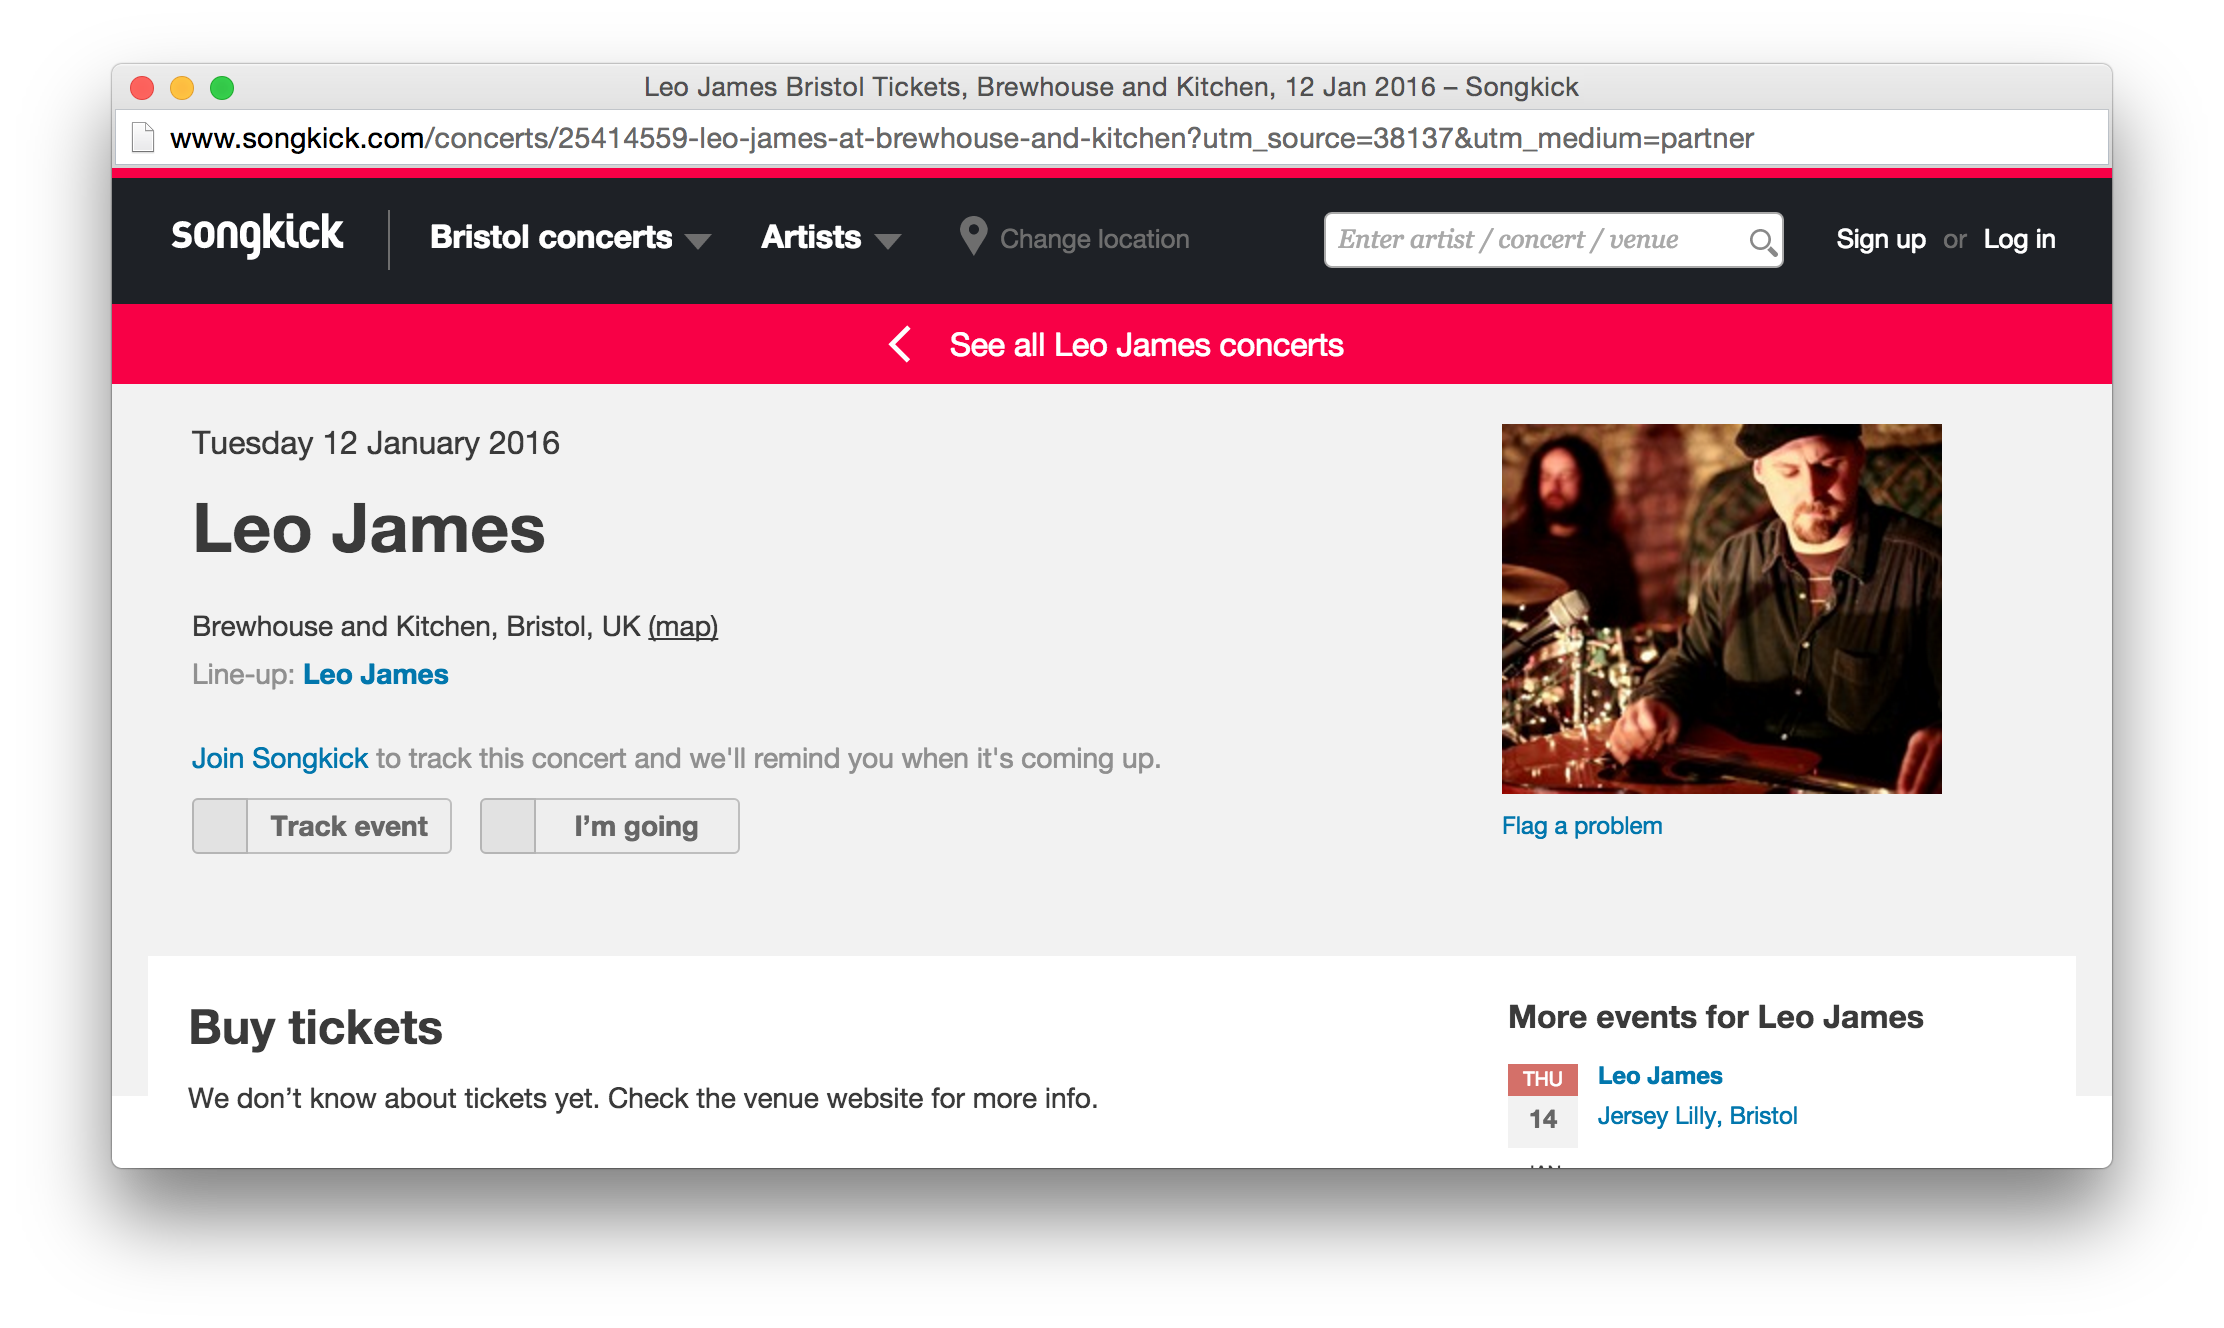 Leo James Bristol Tickets, Brewhouse and Kitchen, 12 Jan 2016 – Songkick
www.songkick.com/concerts/25414559-leo-james-at-brewhouse-and-kitchen?utm_source=38137&utm_medium=partner
songkick
Bristol concerts
Artists
Change location
Enter artist / concert / venue
Sign up or Log in
See all Leo James concerts
Tuesday 12 January 2016
Leo James
Brewhouse and Kitchen, Bristol, UK (map)
Line-up: Leo James
Join Songkick to track this concert and we'll remind you when it's coming up.
Track event
I’m going
Flag a problem
Buy tickets
We don’t know about tickets yet. Check the venue website for more info.
More events for Leo James
THU
14
Leo James
Jersey Lilly, Bristol